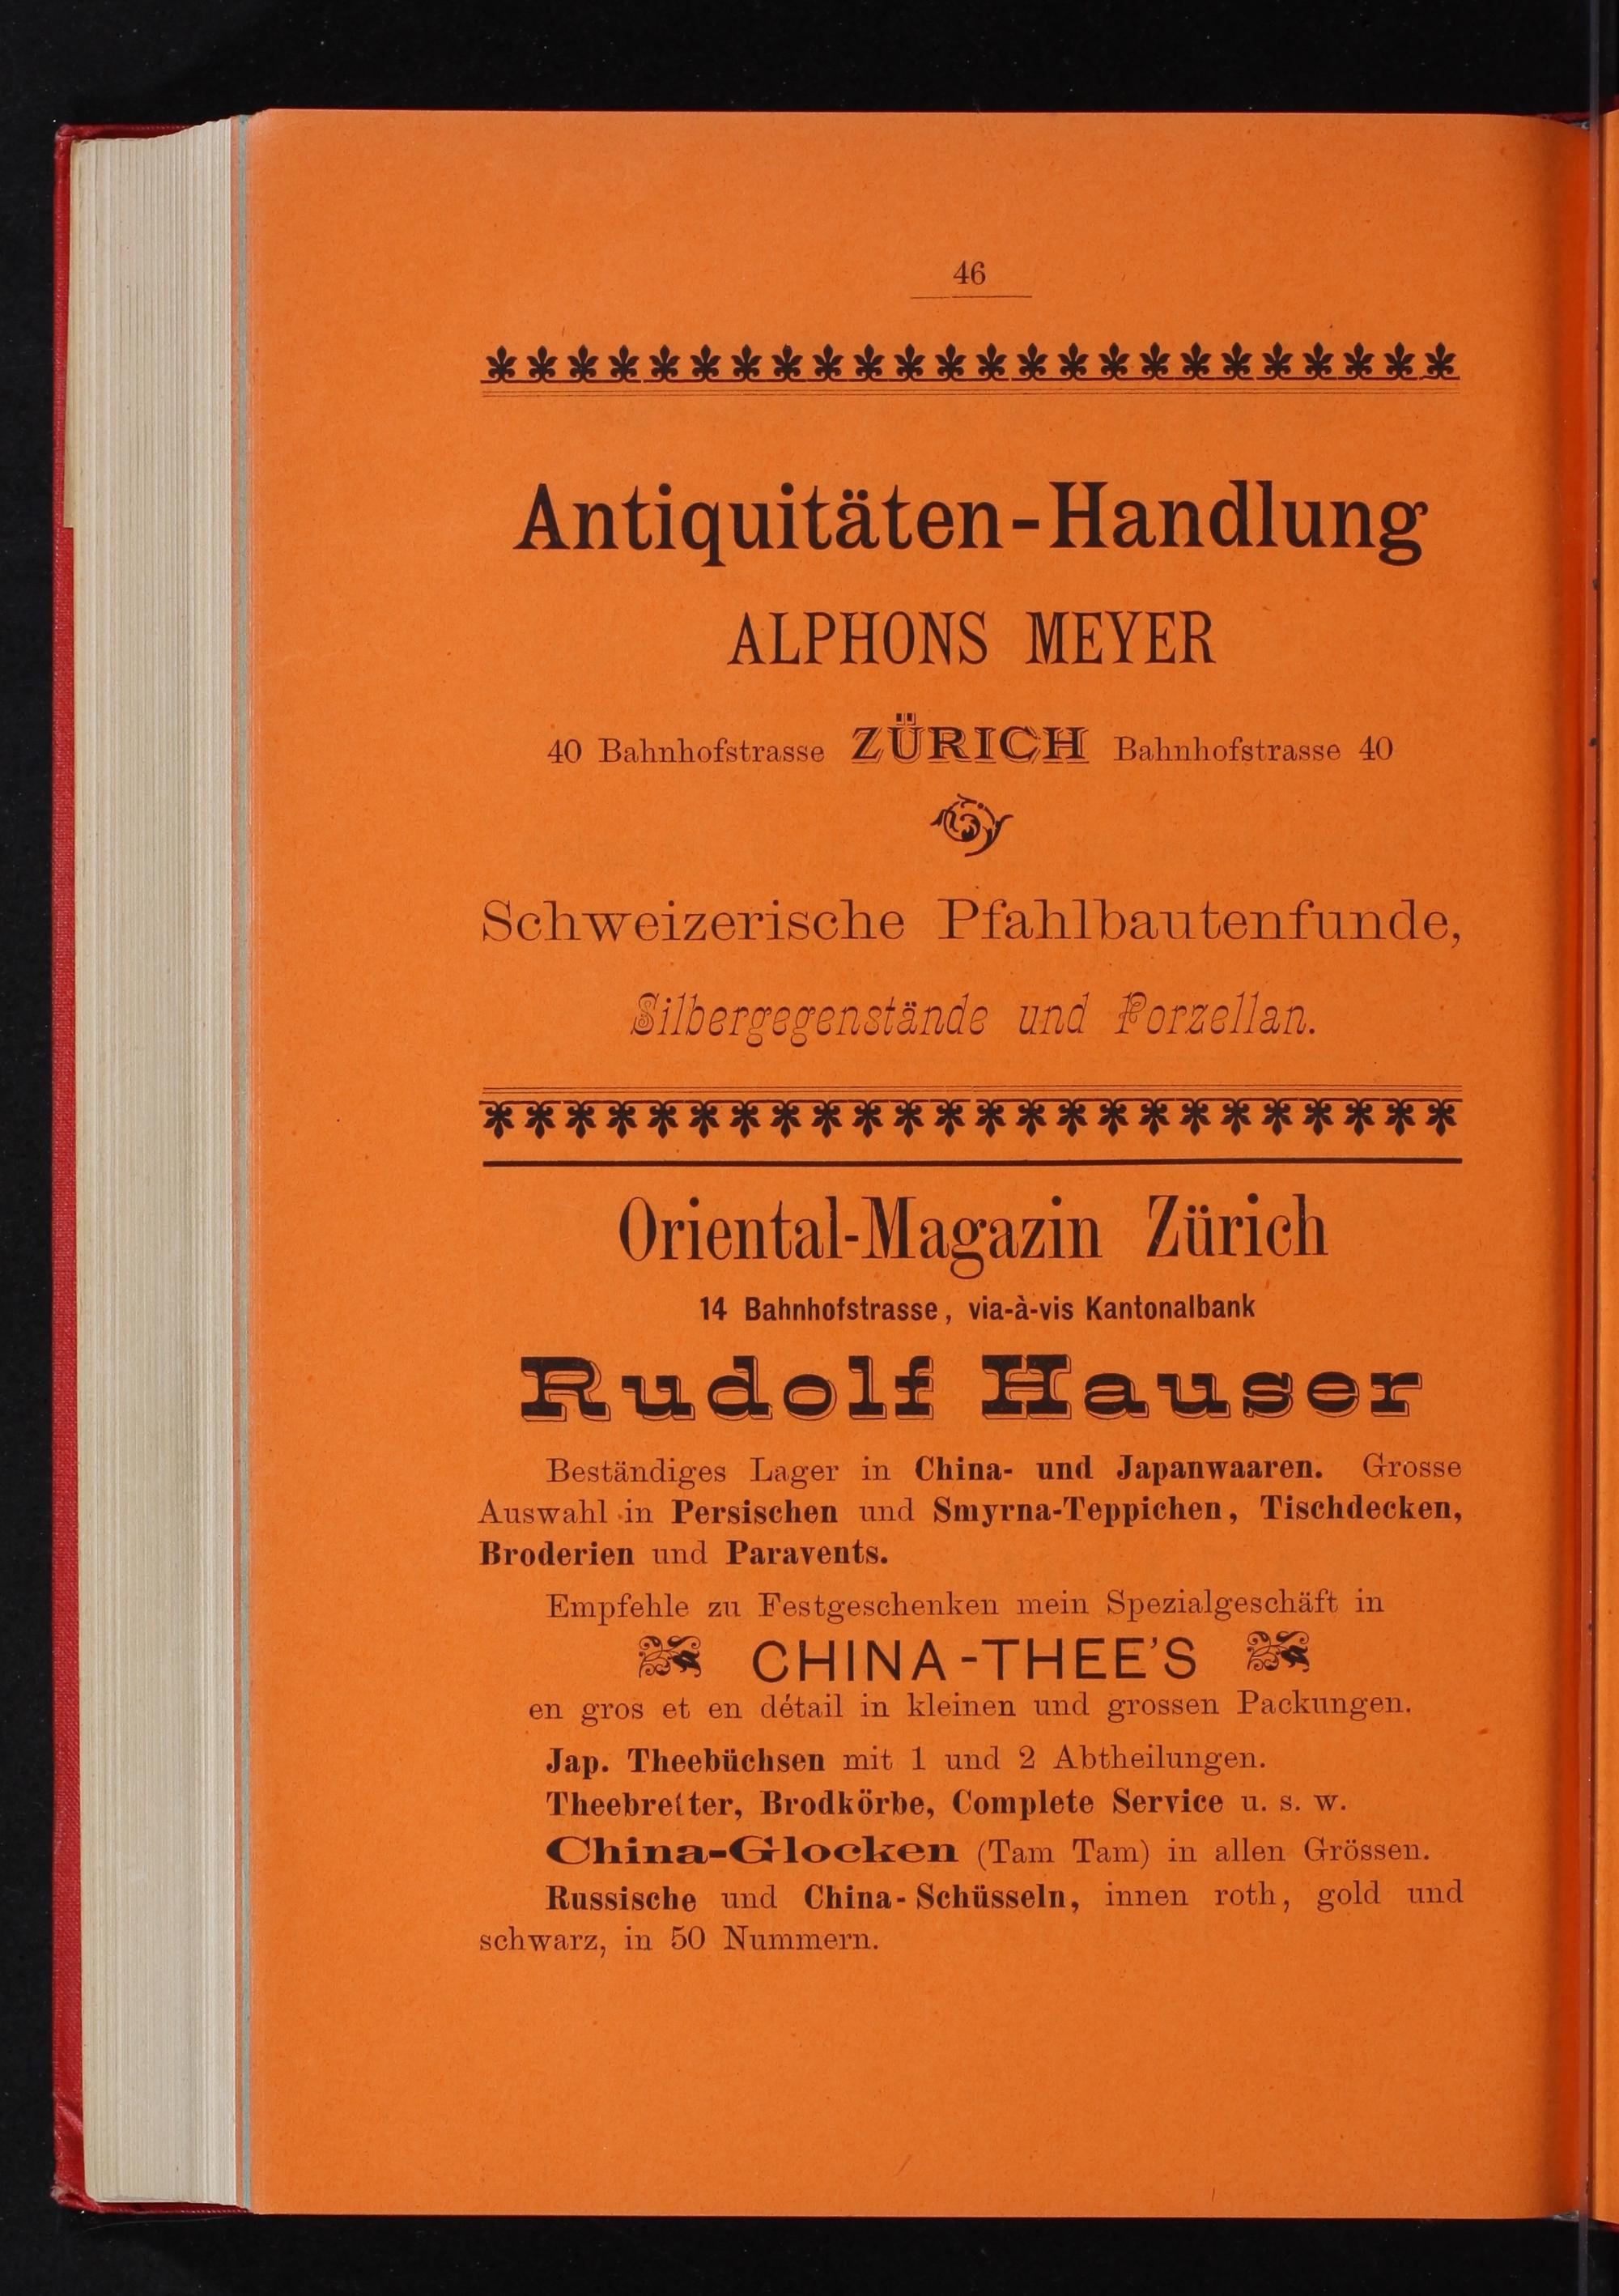 46
Antiquitäten-Handlung
ALPHONS MEYER
40 Bahnhofstrasse ZÜRICH Bahnhofstrasse 40
Schweizerische Pfahlbautenfunde,
Silbergegenstände und Porzellan.
Oriental-Magazin Zürich
14 Bahnhofstrasse, via-à-vis Kantonalbank
Rudolf Hauser
Beständiges Lager in China- und Japanwaaren. Grosse
Auswahl in Persischen und Smyrna-Teppichen, Tischdecken,
Broderien und Paravents.
Empfehle zu Festgeschenken mein Spezialgeschäft in
CHINA-THEE'S
en gros et en détail in kleinen und grossen Packungen.
Jap. Theebüchsen mit 1 und 2 Abtheilungen.
Theebretter, Brodkörbe, Complete Service u. s. w.
China-Glocken (Tam Tam) in allen Grössen.
Russische und China-Schüsseln, innen roth, gold und
schwarz, in 50 Nummern.